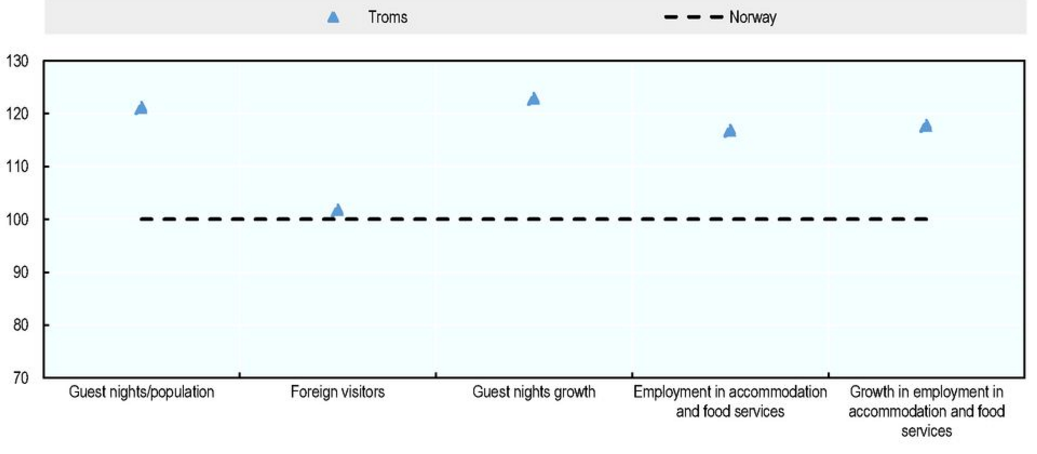 Troms
Norway
130
120
110
100
90
80
70
Guest nights/population
Foreign visitors
Guest nights growth
Employment in accommodation
and food services
Growth in employment in
accommodation and food
services